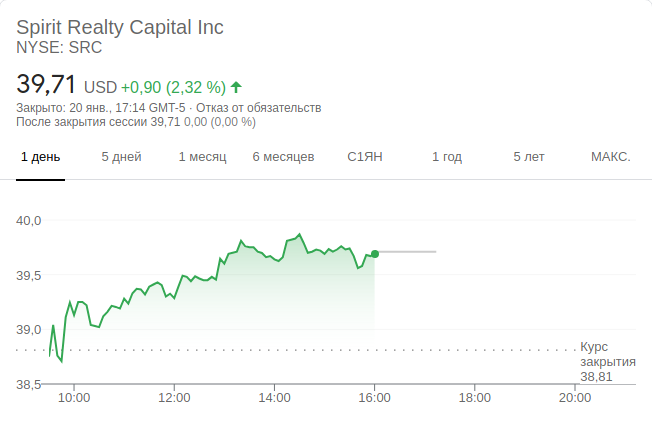 Spirit Realty Capital Inc
NYSE: SRC
39,71 USD +0,90 (2,32 %)
Закрыто: 20 янв., 17:14 GMT-5 · Отказ от обязательств
После закрытия сессии 39,71 0,00 (0,00 %)
1 день 5 дней 1 месяц 6 месяцев С1ЯН 1 год 5 лет МАКС.
40,0
39,5
39,0
Курс
закрытия
38,81
38,5
10:00 12:00 14:00 16:00 18:00 20:00